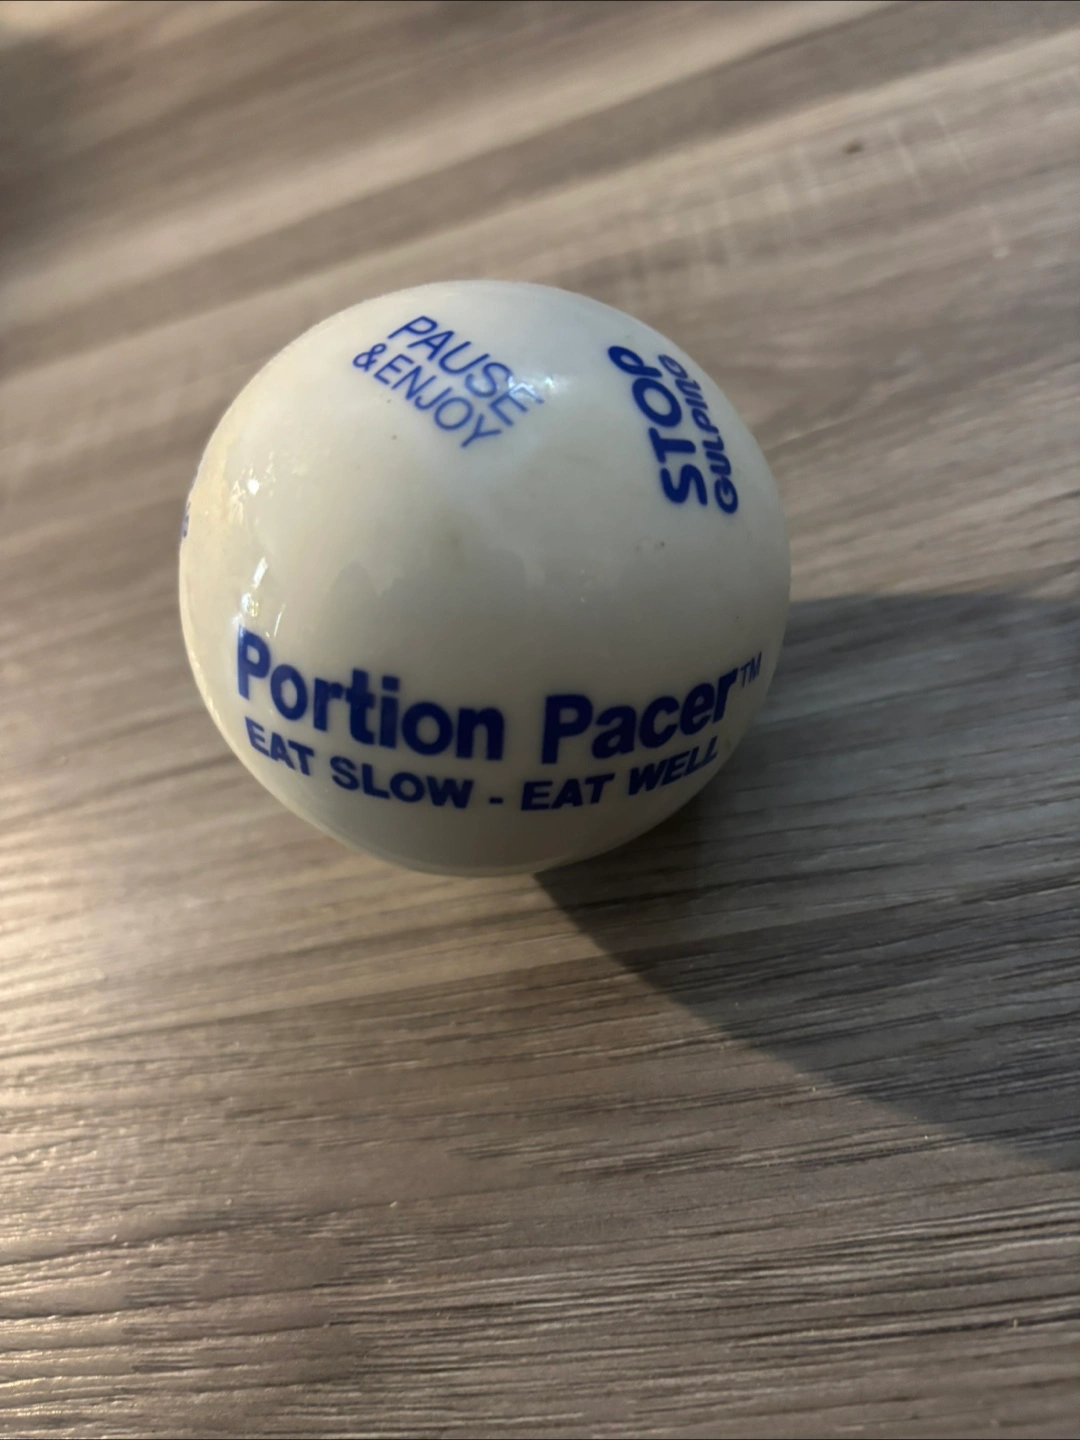 PAUSE
& ENJOY
STOP
GULPING
Portion Pacer™
EAT SLOW - EAT WELL